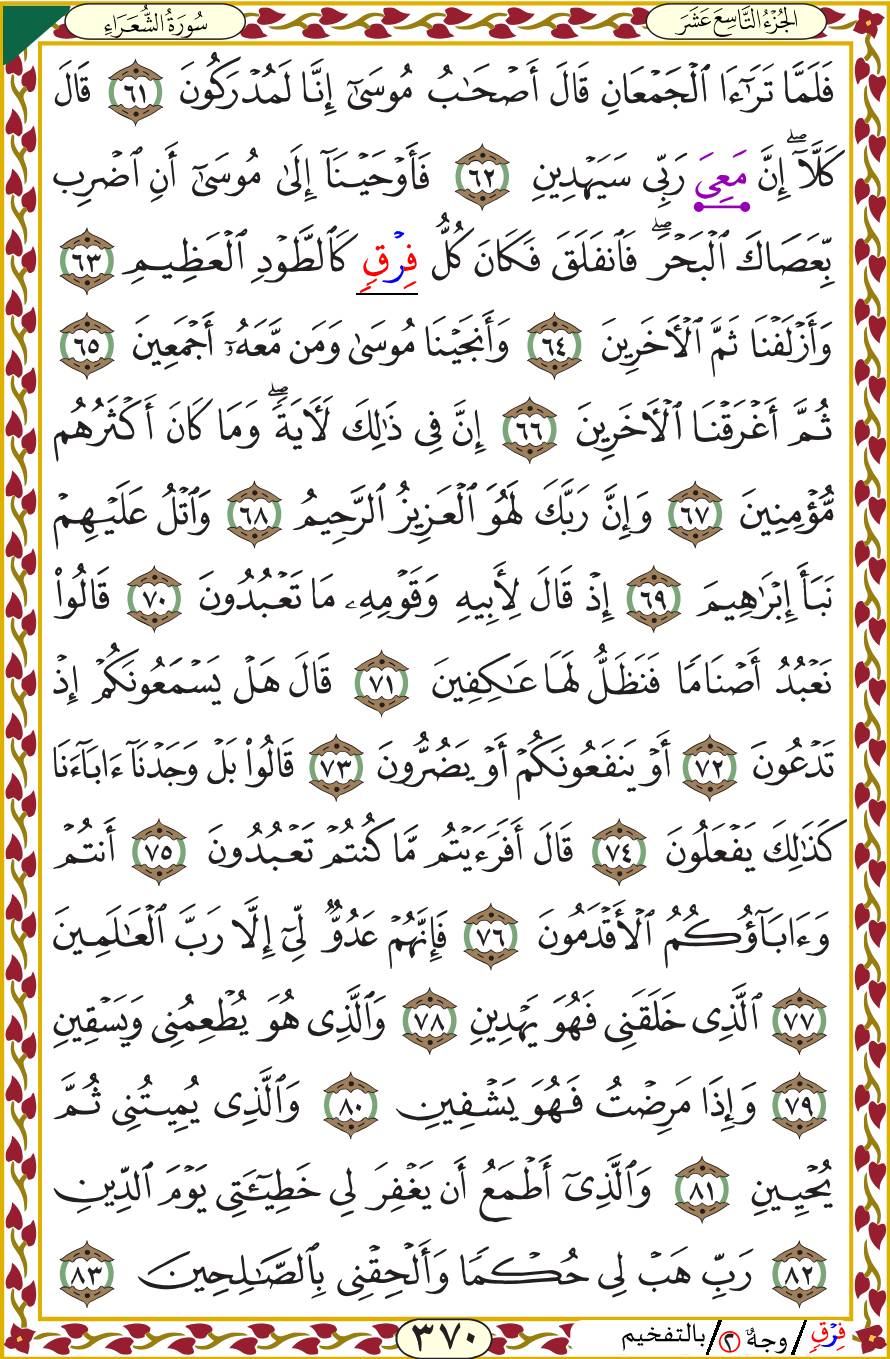 سُورَةُ الشُّعَرَاءِ
الجُزْءُ التَّاسِعَ عَشَرَ
فَلَمَّا تَرَٰٓءَا ٱلْجَمْعَانِ قَالَ أَصْحَٰبُ مُوسَىٰٓ إِنَّا لَمُدْرَكُونَ ٦١ قَالَ
كَلَّآۖ إِنَّ مَعِيَ رَبِّي سَيَهْدِينِ ٦٢ فَأَوْحَيْنَآ إِلَىٰ مُوسَىٰٓ أَنِ ٱضْرِب
بِّعَصَاكَ ٱلْبَحْرَۖ فَٱنفَلَقَ فَكَانَ كُلُّ فِرْقٍ كَٱلطَّوْدِ ٱلْعَظِيمِ ٦٣
وَأَزْلَفْنَا ثَمَّ ٱلْأَخَرِينَ ٦٤ وَأَنجَيْنَا مُوسَىٰ وَمَن مَّعَهُۥٓ أَجْمَعِينَ ٦٥
ثُمَّ أَغْرَقْنَا ٱلْأَخَرِينَ ٦٦ إِنَّ فِي ذَٰلِكَ لَأٓيَةًۖ وَمَا كَانَ أَكْثَرُهُم
مُّؤْمِنِينَ ٦٧ وَإِنَّ رَبَّكَ لَهُوَ ٱلْعَزِيزُ ٱلرَّحِيمُ ٦٨ وَٱتْلُ عَلَيْهِمْ
نَبَأَ إِبْرَٰهِيمَ ٦٩ إِذْ قَالَ لِأَبِيهِ وَقَوْمِهِۦ مَا تَعْبُدُونَ ٧٠ قَالُوا۟
نَعْبُدُ أَصْنَامًا فَنَظَلُّ لَهَا عَٰكِفِينَ ٧١ قَالَ هَلْ يَسْمَعُونَكُمْ إِذْ
تَدْعُونَ ٧٢ أَوْ يَنفَعُونَكُمْ أَوْ يَضُرُّونَ ٧٣ قَالُوا۟ بَلْ وَجَدْنَآ ءَابَآءَنَا
كَذَٰلِكَ يَفْعَلُونَ ٧٤ قَالَ أَفَرَءَيْتُم مَّا كُنتُمْ تَعْبُدُونَ ٧٥ أَنتُمْ
وَءَابَآؤُكُمُ ٱلْأَقْدَمُونَ ٧٦ فَإِنَّهُمْ عَدُوٌّ لِّيٓ إِلَّا رَبَّ ٱلْعَٰلَمِينَ
٧٧ ٱلَّذِي خَلَقَنِي فَهُوَ يَهْدِينِ ٧٨ وَٱلَّذِي هُوَ يُطْعِمُنِي وَيَسْقِينِ
٧٩ وَإِذَا مَرِضْتُ فَهُوَ يَشْفِينِ ٨٠ وَٱلَّذِي يُمِيتُنِي ثُمَّ
يُحْيِينِ ٨١ وَٱلَّذِيٓ أَطْمَعُ أَن يَغْفِرَ لِي خَطِيٓـَٔتِي يَوْمَ ٱلدِّينِ
٨٢ رَبِّ هَبْ لِي حُكْمًا وَأَلْحِقْنِي بِٱلصَّٰلِحِينَ ٨٣
٣٧٠
فِرْقٍ / وجهٌ ٢ / بالتفخيم